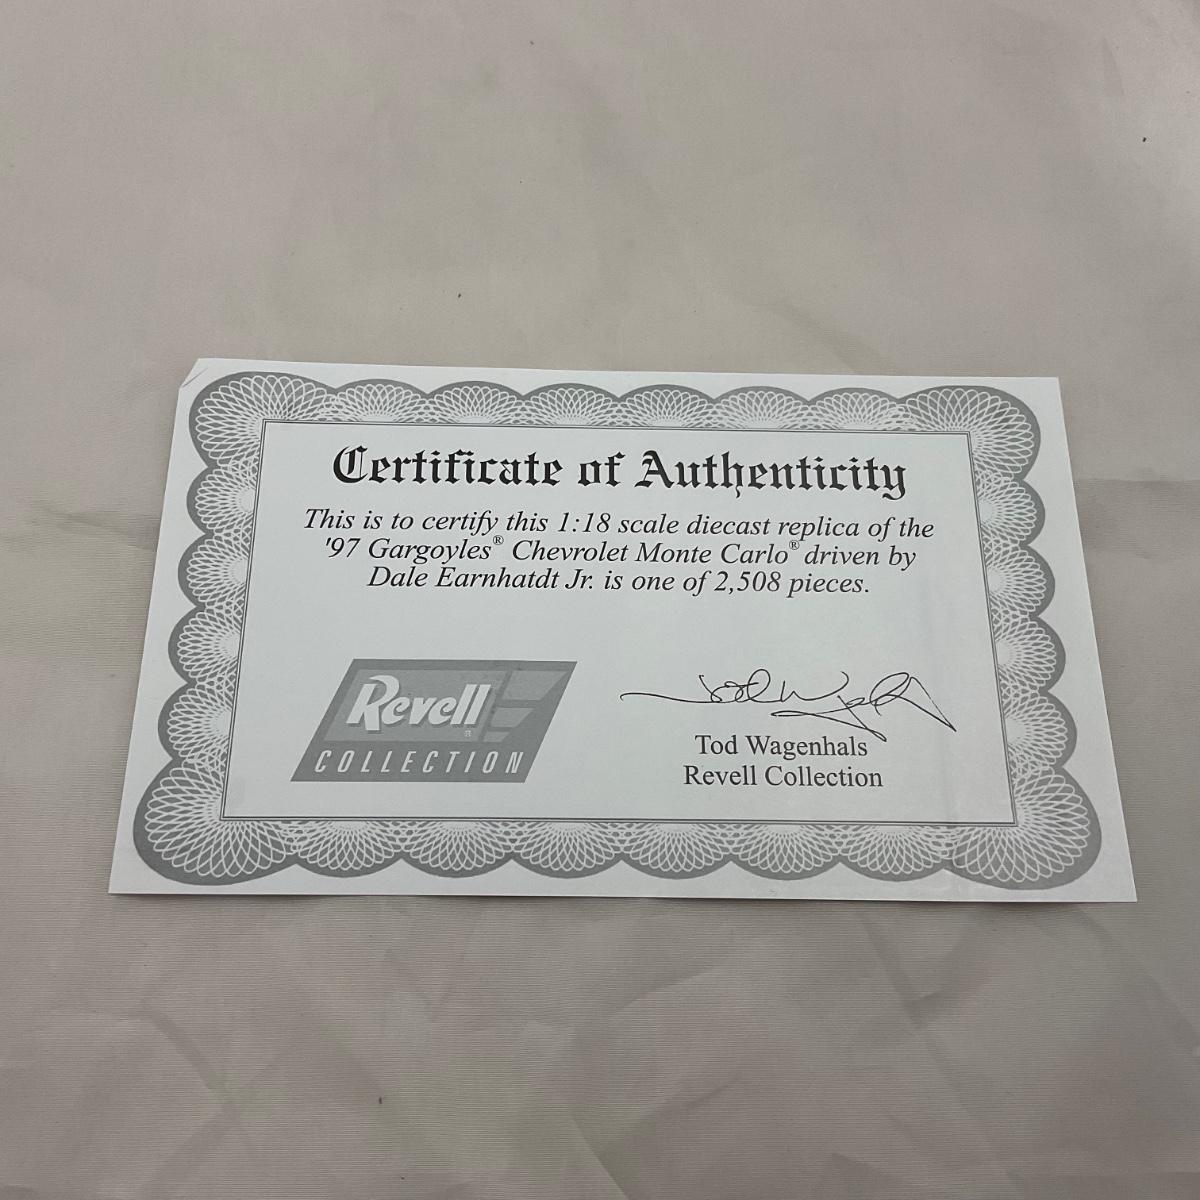 Certificate of Authenticity
This is to certify this 1:18 scale diecast replica of the
'97 Gargoyles® Chevrolet Monte Carlo® driven by
Dale Earnhatdt Jr. is one of 2,508 pieces.
Revell®
COLLECTION
Tod Wagenhals
Revell Collection